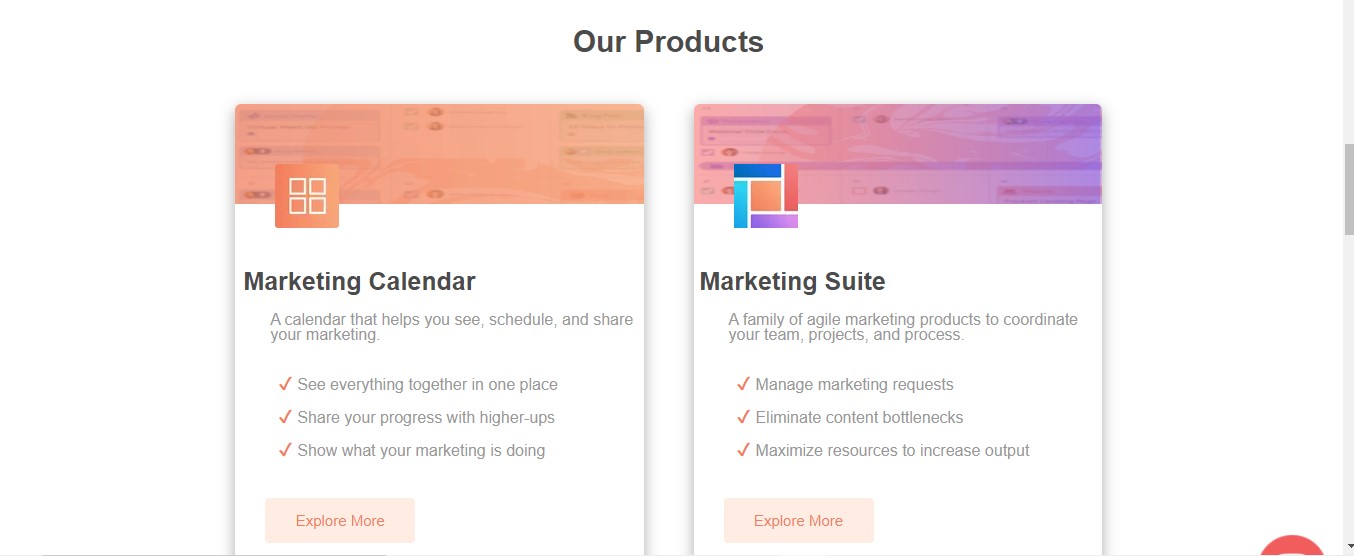 Our Products
Marketing Calendar
A calendar that helps you see, schedule, and share
your marketing.
✓ See everything together in one place
✓ Share your progress with higher-ups
✓ Show what your marketing is doing
Explore More
Marketing Suite
A family of agile marketing products to coordinate
your team, projects, and process.
✓ Manage marketing requests
✓ Eliminate content bottlenecks
✓ Maximize resources to increase output
Explore More